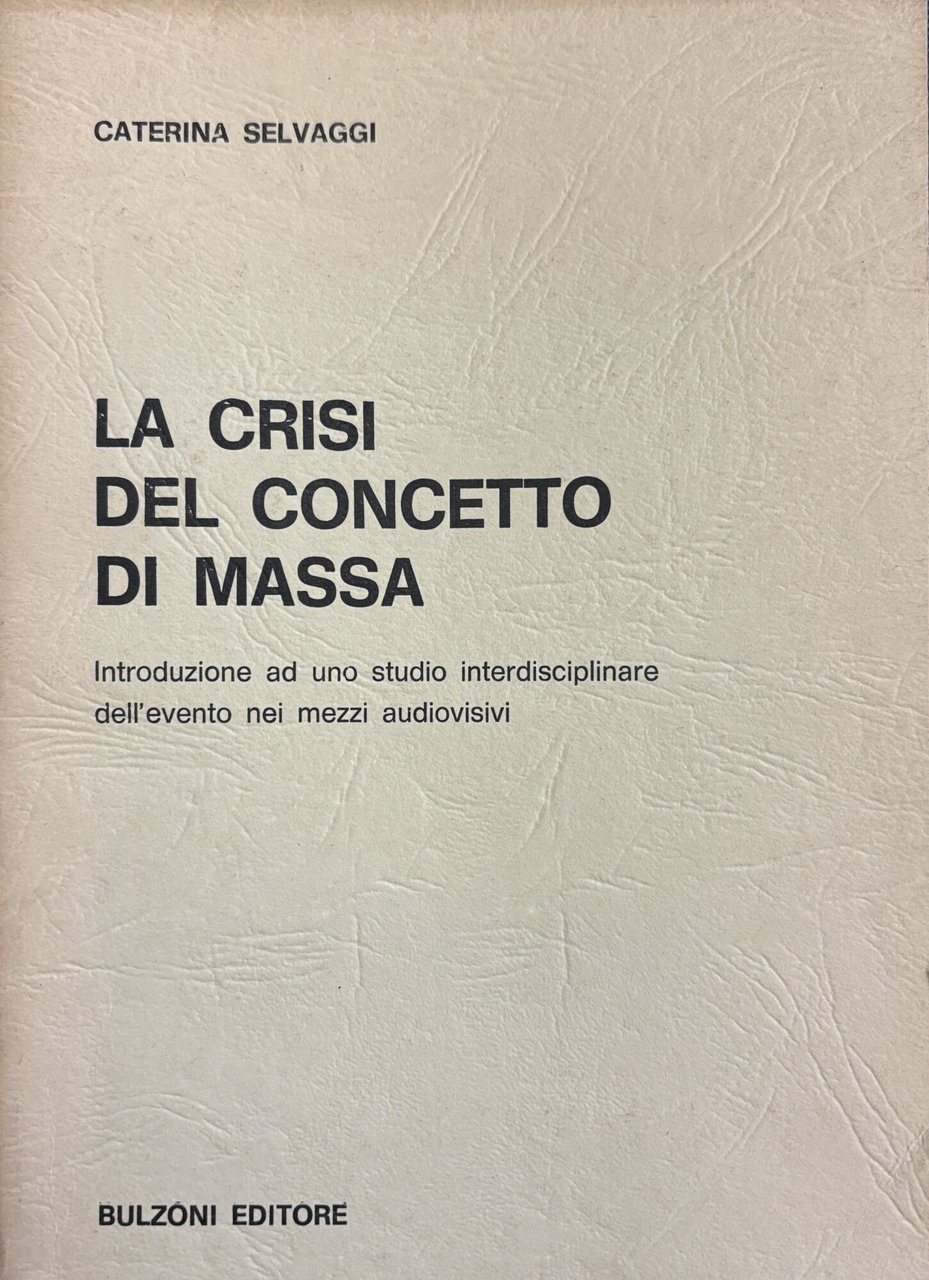 CATERINA SELVAGGI
LA CRISI
DEL CONCETTO
DI MASSA
Introduzione ad uno studio interdisciplinare
dell'evento nei mezzi audiovisivi
BULZONI EDITORE